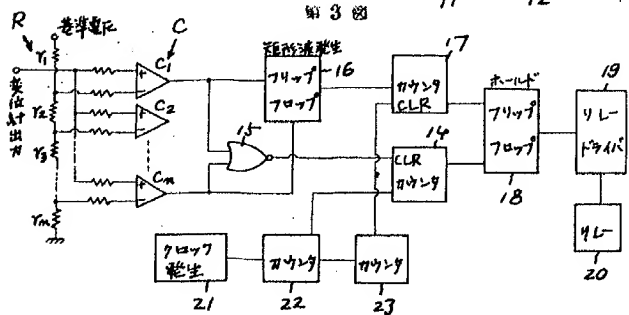 第3図
11
12
R
C
基準電圧
変位計出力
r1
r2
r3
rn
C1
C2
Cn
矩形波発生
フリップ
フロップ
16
15
17
カウンタ
CLR
14
CLR
カウンタ
ホールド
フリップ
フロップ
18
19
リレー
ドライバ
リレー
20
クロック
発生
21
カウンタ
22
カウンタ
23